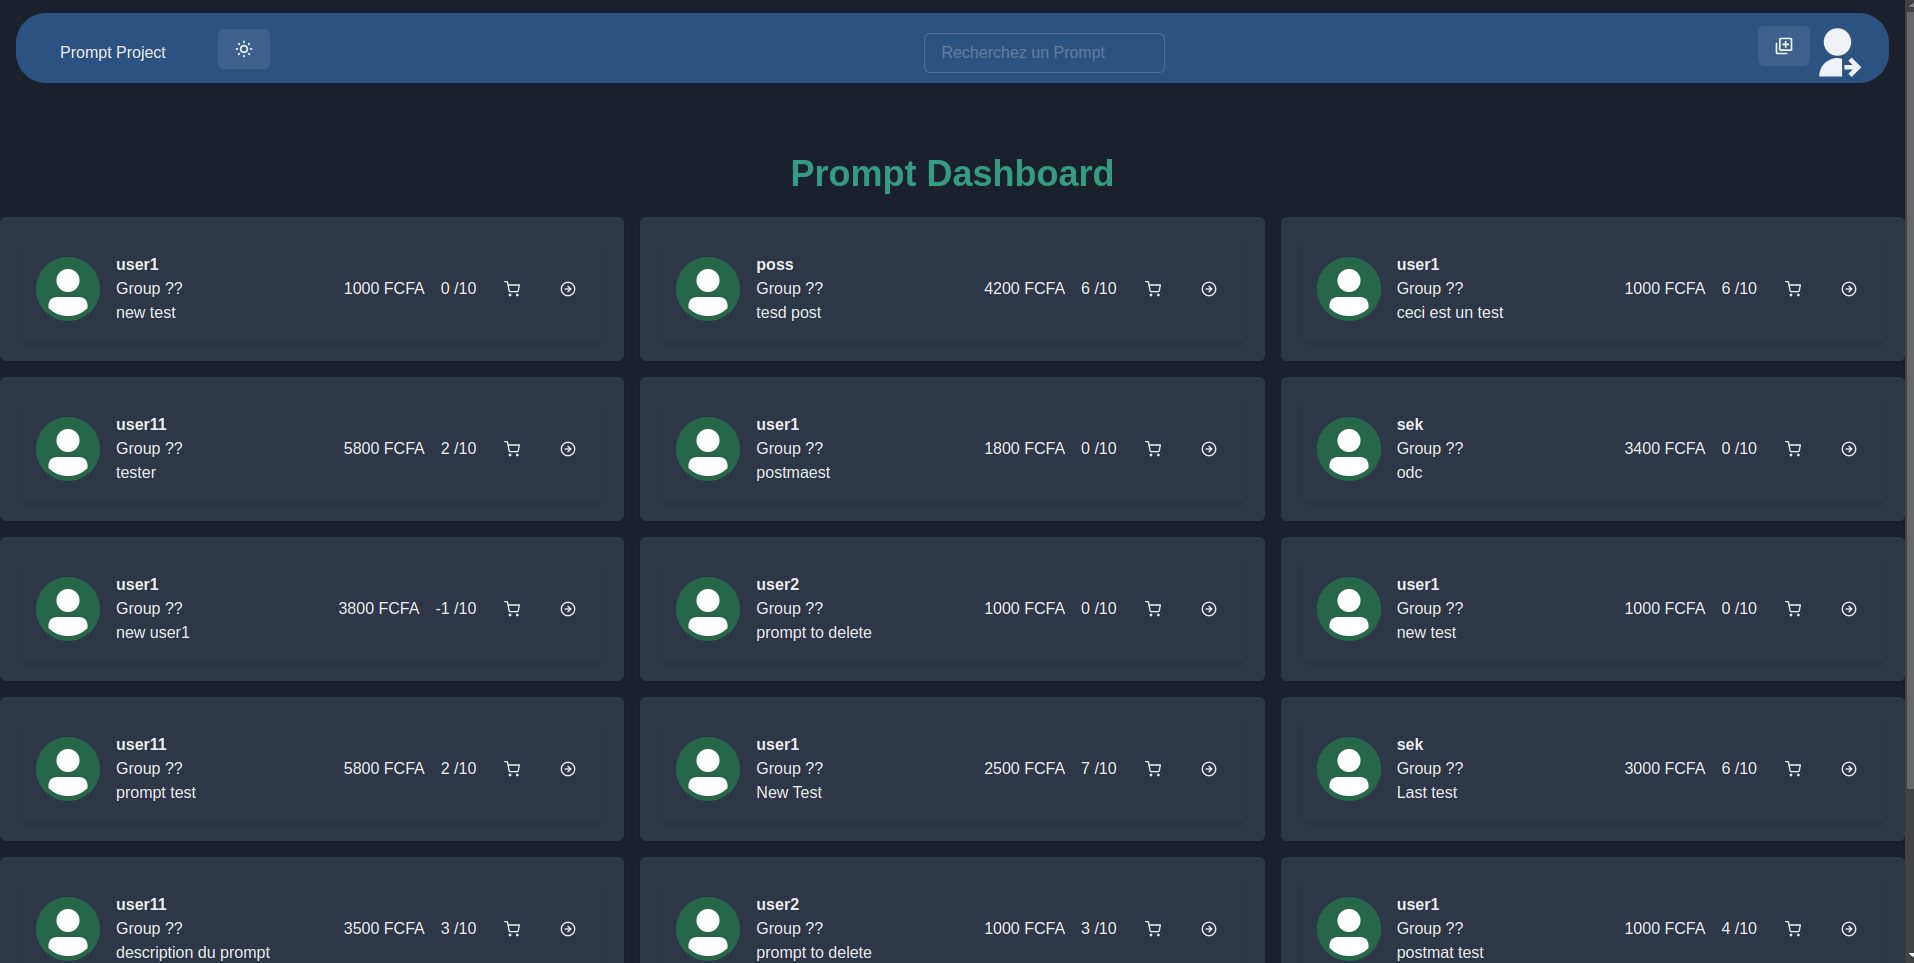 Prompt Project
Recherchez un Prompt
Prompt Dashboard
user1
Group ??
new test
1000 FCFA 0 /10
poss
Group ??
tesd post
4200 FCFA 6 /10
user1
Group ??
ceci est un test
1000 FCFA 6 /10
user11
Group ??
tester
5800 FCFA 2 /10
user1
Group ??
postmaest
1800 FCFA 0 /10
sek
Group ??
odc
3400 FCFA 0 /10
user1
Group ??
new user1
3800 FCFA -1 /10
user2
Group ??
prompt to delete
1000 FCFA 0 /10
user1
Group ??
new test
1000 FCFA 0 /10
user11
Group ??
prompt test
5800 FCFA 2 /10
user1
Group ??
New Test
2500 FCFA 7 /10
sek
Group ??
Last test
3000 FCFA 6 /10
user11
Group ??
description du prompt
3500 FCFA 3 /10
user2
Group ??
prompt to delete
1000 FCFA 3 /10
user1
Group ??
postmat test
1000 FCFA 4 /10